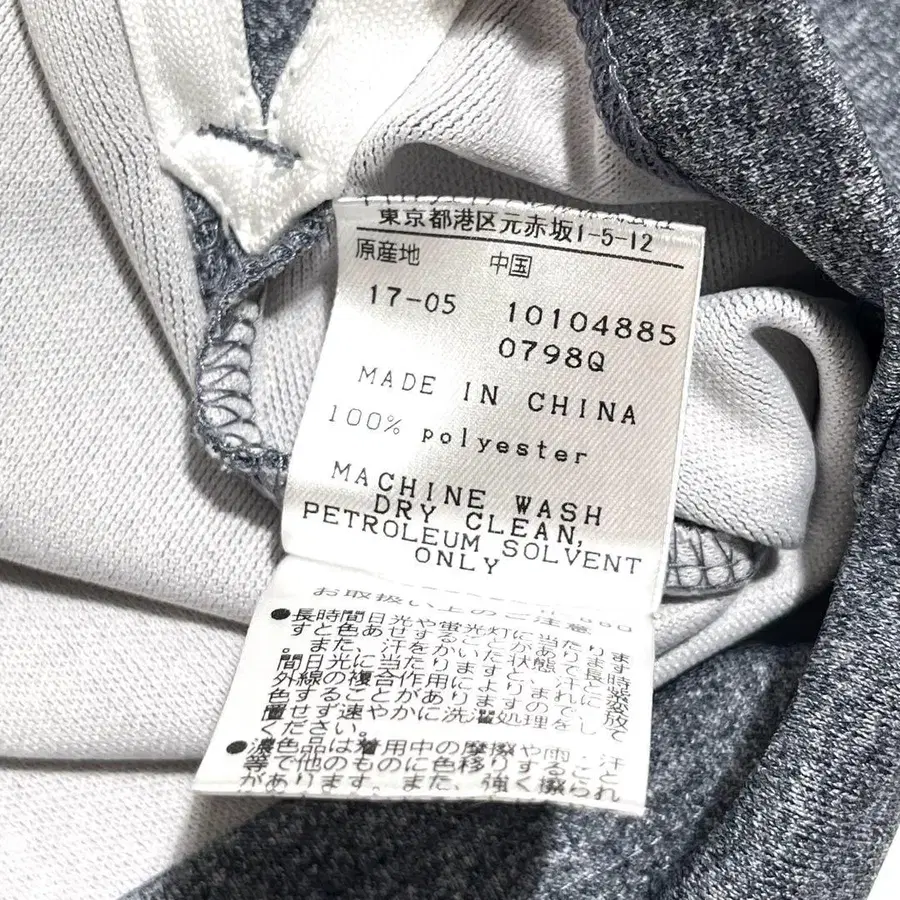 東京都港区元赤坂1-5-12
原産地 中国
17-05 10104885
0798Q
MADE IN CHINA
100% polyester
MACHINE WASH
DRY CLEAN,
PETROLEUM SOLVENT
ONLY
お取扱い上のご注意
●長時間日光や蛍光灯に当たりま
すと色あせすることがあります
。また、汗をかいた状態で長時
間日光に当たりますと、汗と紫
外線の複合作用によりまれに変
色することがありますので放
置せず速やかに洗濯処理をし
てください。
●濃色品は着用中の摩擦や雨、汗
等で他のものに色移りすること
があります。また、強く擦られ